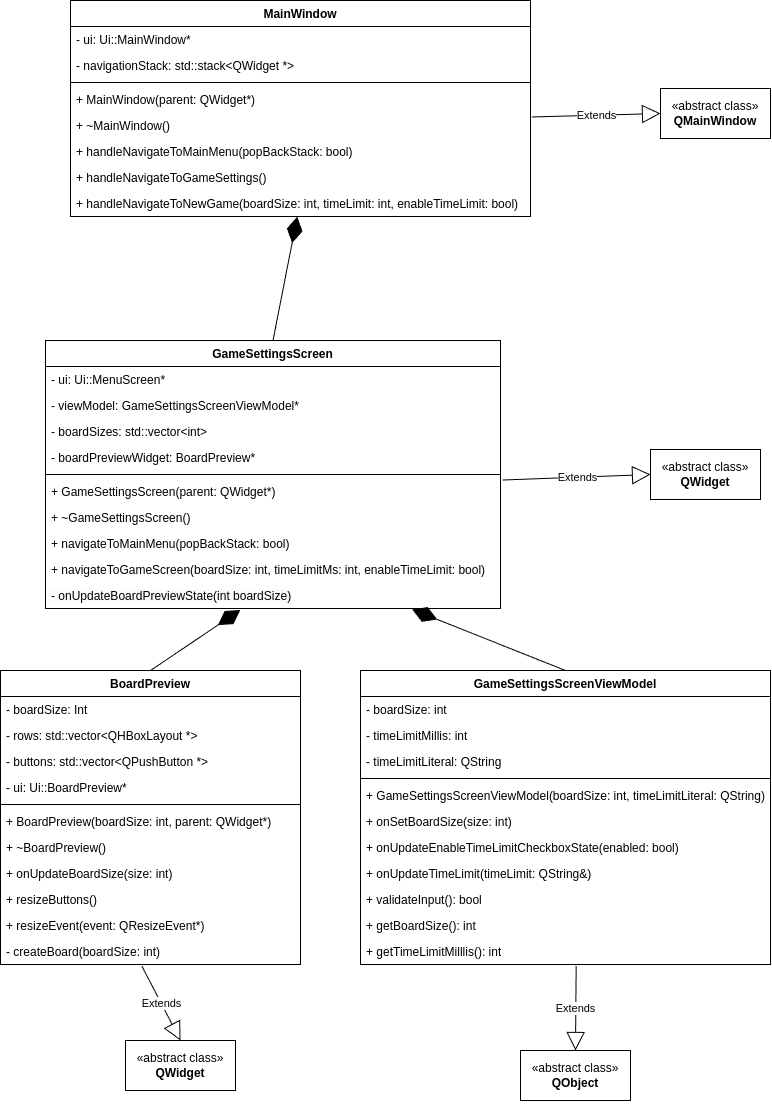 MainWindow
- ui: Ui::MainWindow*
- navigationStack: std::stack<QWidget *>
+ MainWindow(parent: QWidget*)
+ ~MainWindow()
+ handleNavigateToMainMenu(popBackStack: bool)
+ handleNavigateToGameSettings()
+ handleNavigateToNewGame(boardSize: int, timeLimit: int, enableTimeLimit: bool)
Extends
«abstract class»
QMainWindow
GameSettingsScreen
- ui: Ui::MenuScreen*
- viewModel: GameSettingsScreenViewModel*
- boardSizes: std::vector<int>
- boardPreviewWidget: BoardPreview*
+ GameSettingsScreen(parent: QWidget*)
+ ~GameSettingsScreen()
+ navigateToMainMenu(popBackStack: bool)
+ navigateToGameScreen(boardSize: int, timeLimitMs: int, enableTimeLimit: bool)
- onUpdateBoardPreviewState(int boardSize)
Extends
«abstract class»
QWidget
BoardPreview
- boardSize: Int
- rows: std::vector<QHBoxLayout *>
- buttons: std::vector<QPushButton *>
- ui: Ui::BoardPreview*
+ BoardPreview(boardSize: int, parent: QWidget*)
+ ~BoardPreview()
+ onUpdateBoardSize(size: int)
+ resizeButtons()
+ resizeEvent(event: QResizeEvent*)
- createBoard(boardSize: int)
Extends
«abstract class»
QWidget
GameSettingsScreenViewModel
- boardSize: int
- timeLimitMillis: int
- timeLimitLiteral: QString
+ GameSettingsScreenViewModel(boardSize: int, timeLimitLiteral: QString)
+ onSetBoardSize(size: int)
+ onUpdateEnableTimeLimitCheckboxState(enabled: bool)
+ onUpdateTimeLimit(timeLimit: QString&)
+ validateInput(): bool
+ getBoardSize(): int
+ getTimeLimitMilllis(): int
Extends
«abstract class»
QObject